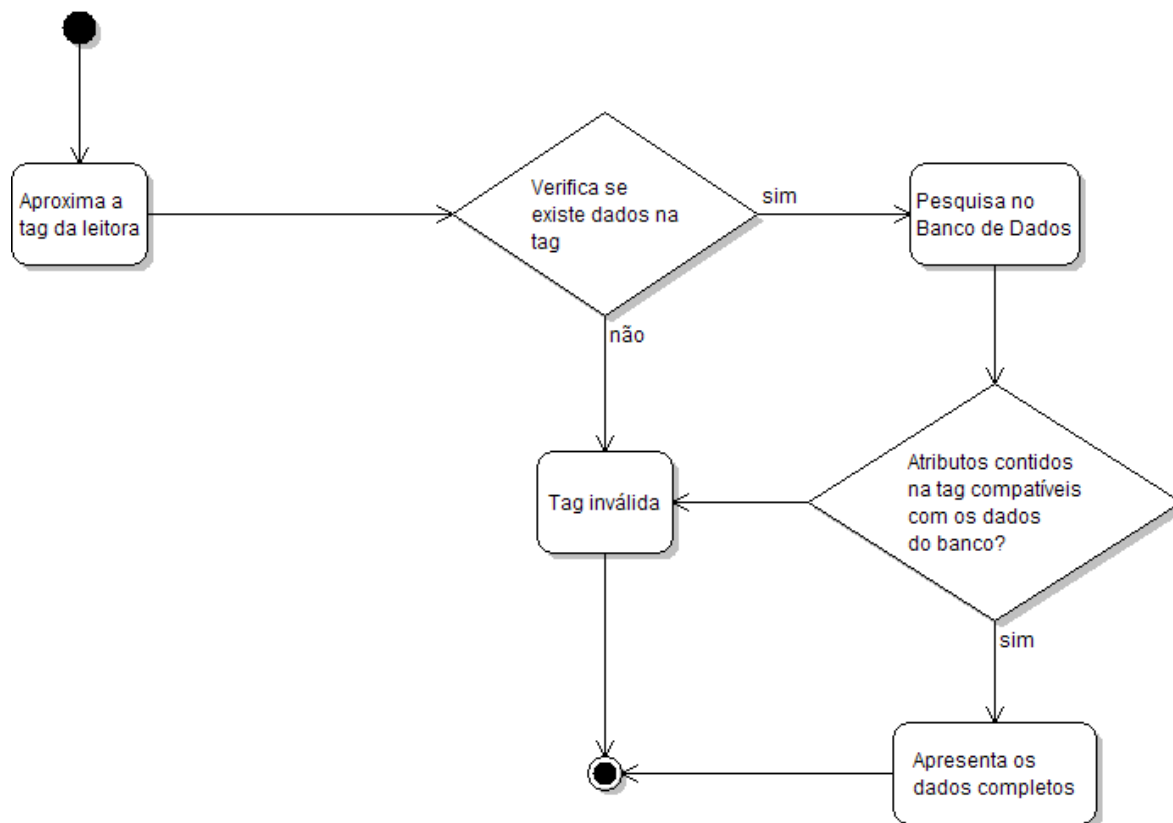 Aproxima a
tag da leitora
Verifica se
existe dados na
tag
sim
Pesquisa no
Banco de Dados
não
Tag inválida
Atributos contidos
na tag compatíveis
com os dados
do banco?
sim
Apresenta os
dados completos